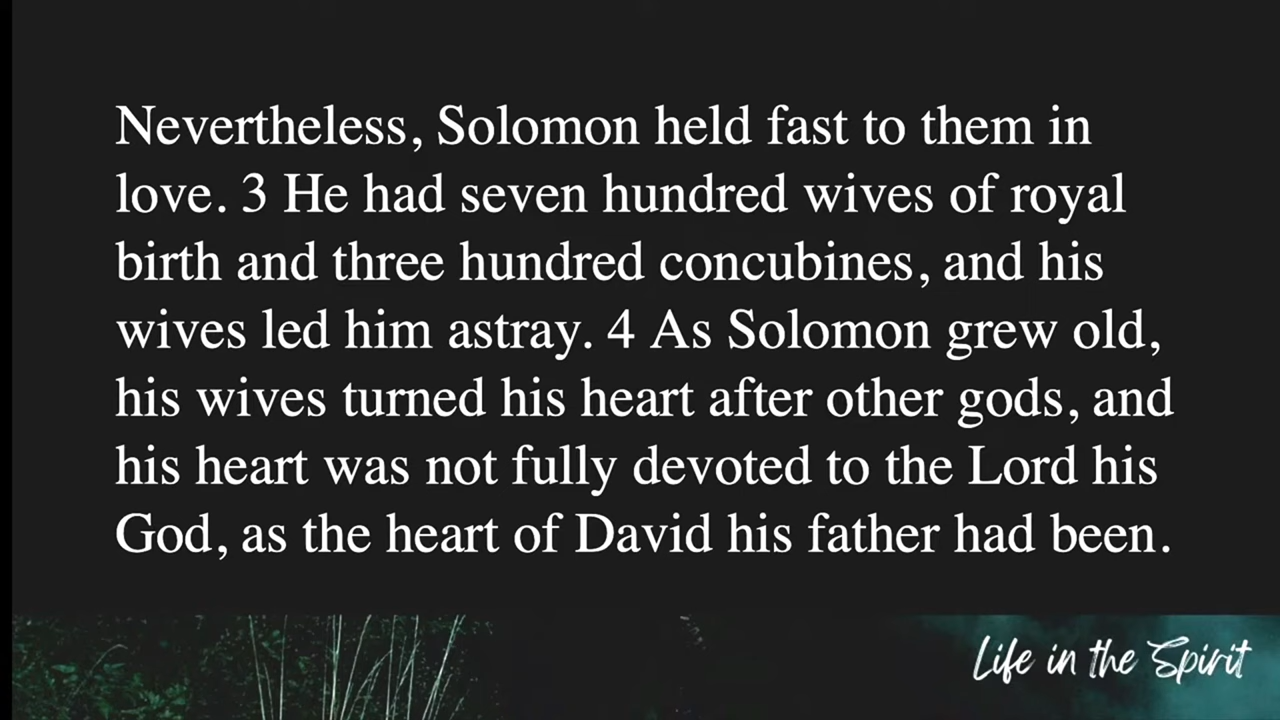 Nevertheless, Solomon held fast to them in
love. 3 He had seven hundred wives of royal
birth and three hundred concubines, and his
wives led him astray. 4 As Solomon grew old,
his wives turned his heart after other gods, and
his heart was not fully devoted to the Lord his
God, as the heart of David his father had been.
Life in the Spirit